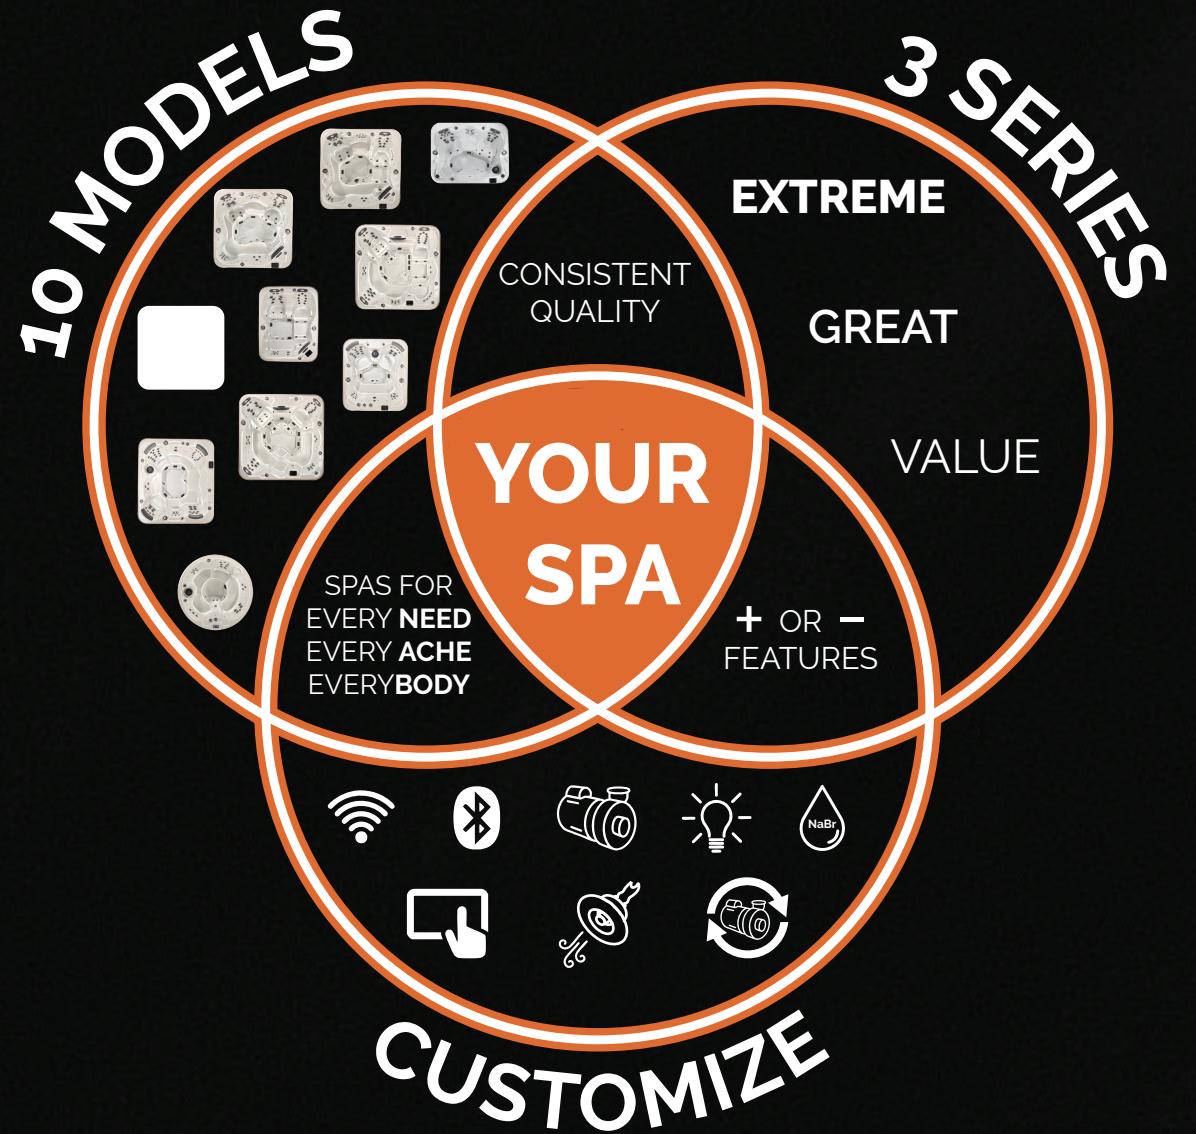 10 MODELS
3 SERIES
EXTREME
GREAT
VALUE
CONSISTENT
QUALITY
YOUR
SPA
SPAS FOR
EVERY NEED
EVERY ACHE
EVERYBODY
+ OR −
FEATURES
NaBr
CUSTOMIZE